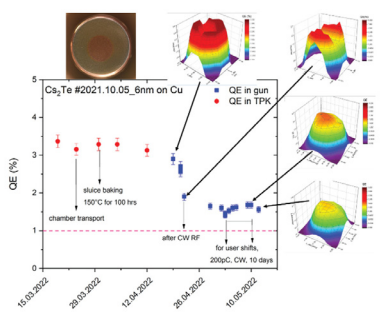 Cs₂Te #2021.10.05_6nm on Cu
QE in gun
QE in TPK
sluice baking
150°C for 100 hrs
chamber transport
after CW RF
for user shifts,
200pC, CW, 10 days
QE (%)
5
4
3
2
1
0
15.03.2022
29.03.2022
12.04.2022
26.04.2022
10.05.2022